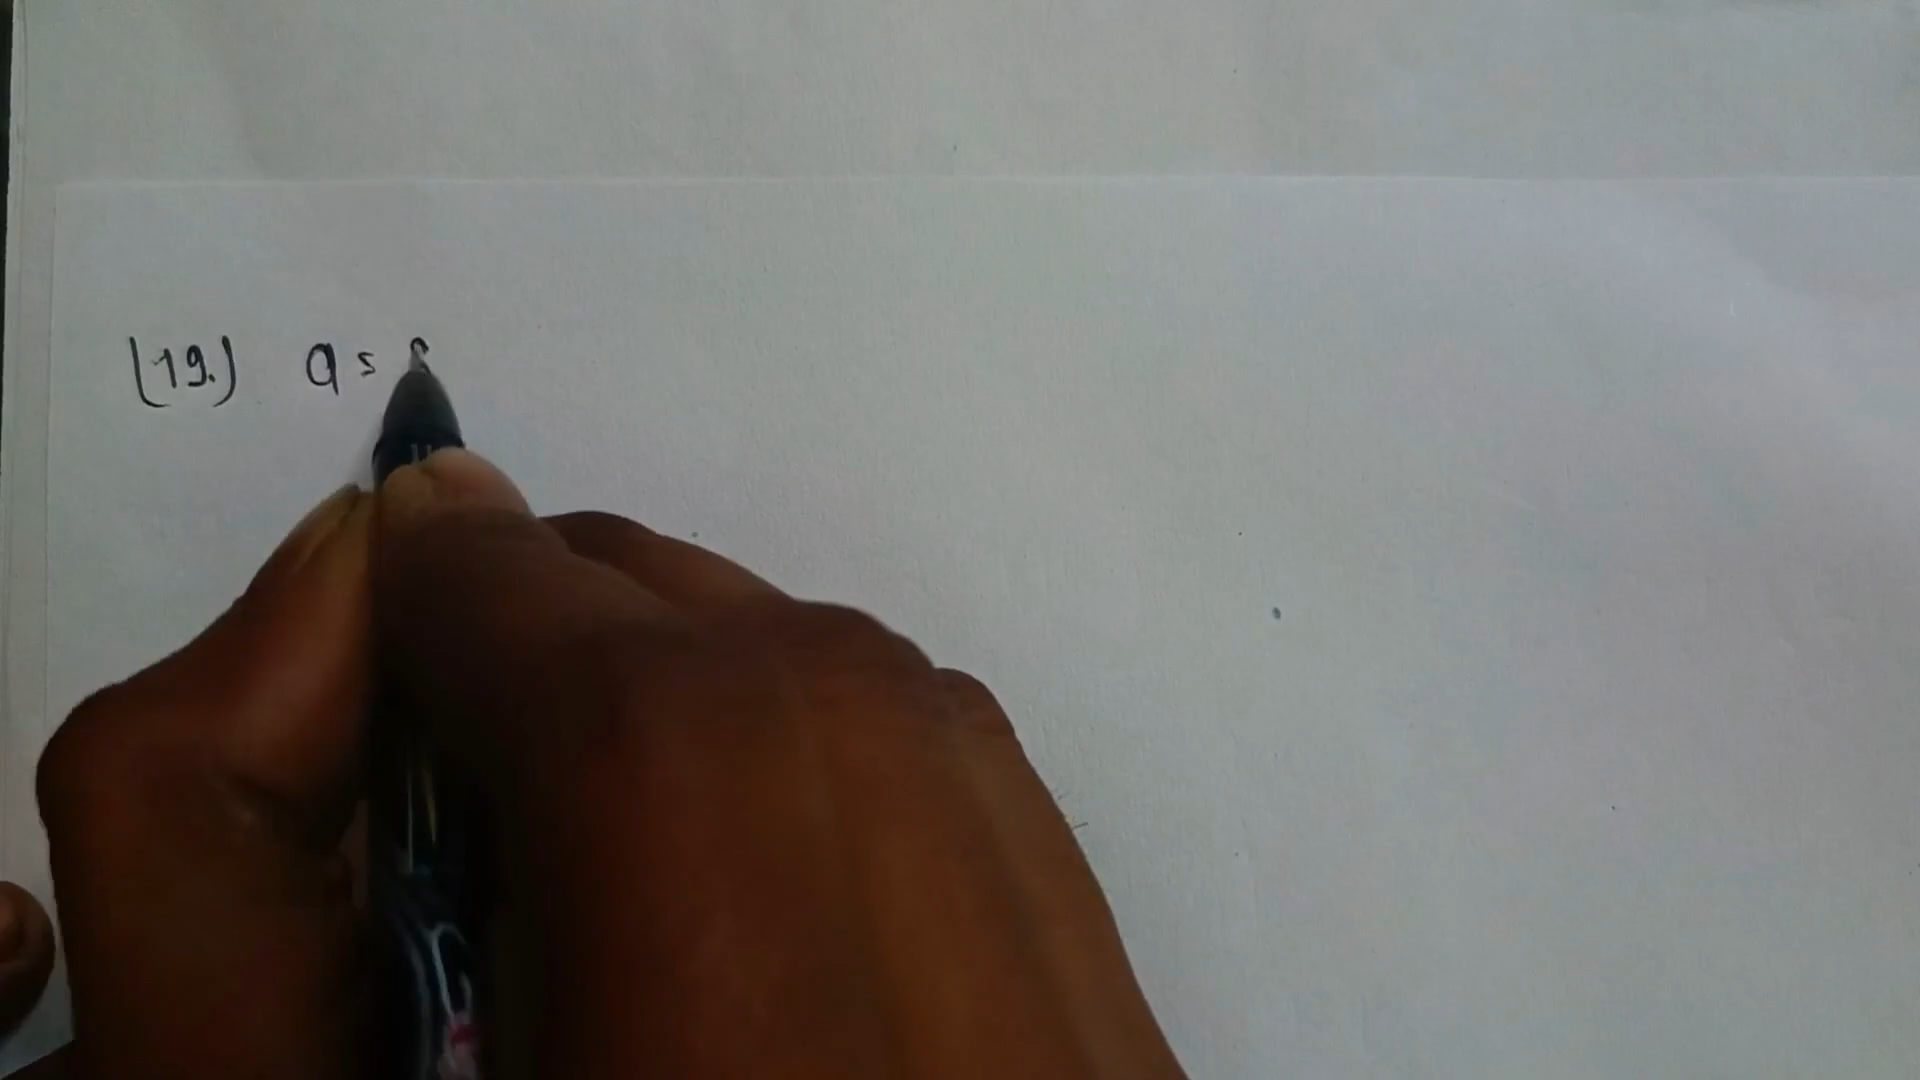 (19.) a =